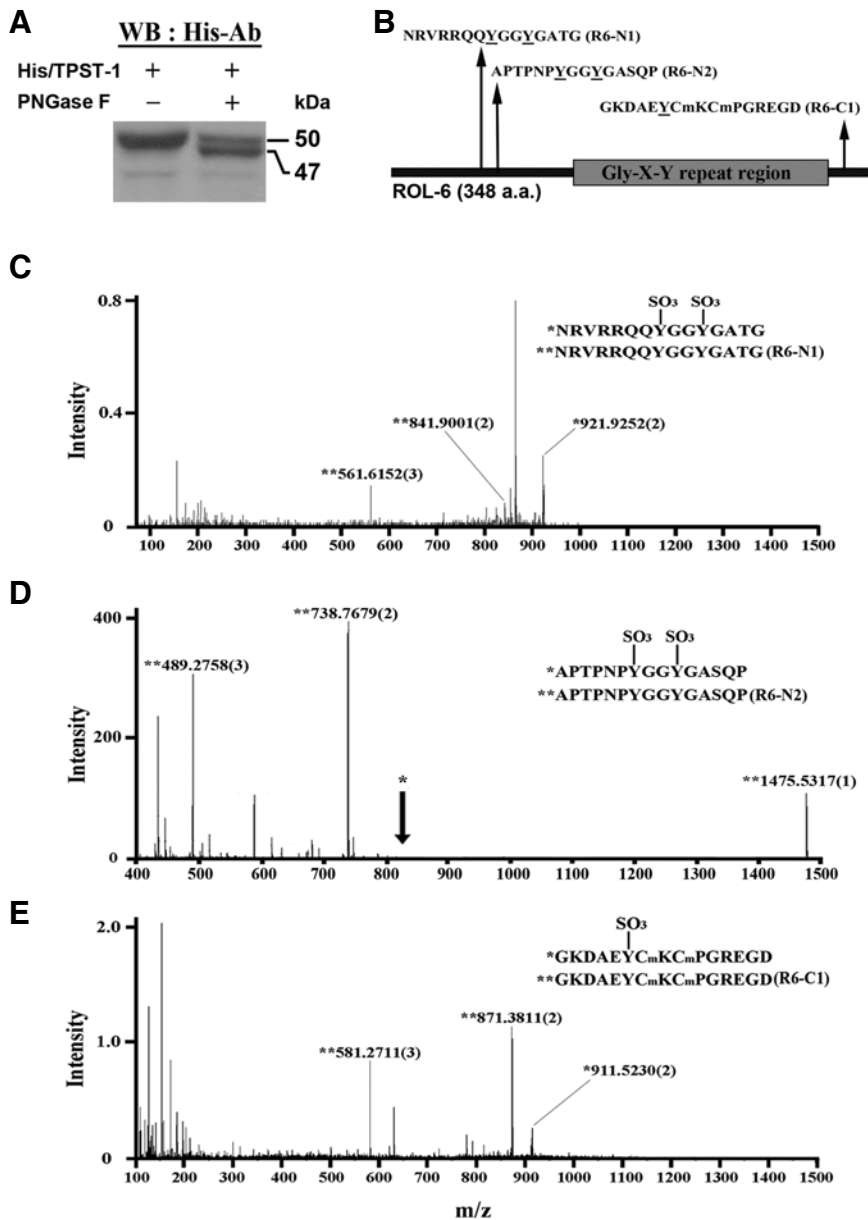 A
WB : His-Ab
His/TPST-1 + +
PNGase F – + kDa
50
47
B
NRVRRQQYGGYGATG (R6-N1)
APTPNPYGGYGASQP (R6-N2)
GKDAEYCmKCmPGREGD (R6-C1)
Gly-X-Y repeat region
ROL-6 (348 a.a.)
C
Intensity
0.8
0.4
0
SO3 SO3
*NRVRRQQYGGYGATG
**NRVRRQQYGGYGATG(R6-N1)
**841.9001(2)
*921.9252(2)
**561.6152(3)
100 200 300 400 500 600 700 800 900 1000 1100 1200 1300 1400 1500
D
Intensity
400
200
0
**738.7679(2)
**489.2758(3)
SO3 SO3
*APTPNPYGGYGASQP
**APTPNPYGGYGASQP(R6-N2)
*
**1475.5317(1)
400 500 600 700 800 900 1000 1100 1200 1300 1400 1500
E
Intensity
2.0
1.0
0
SO3
*GKDAEYCmKCmPGREGD
**GKDAEYCmKCmPGREGD(R6-C1)
**871.3811(2)
**581.2711(3)
*911.5230(2)
100 200 300 400 500 600 700 800 900 1000 1100 1200 1300 1400 1500
m/z